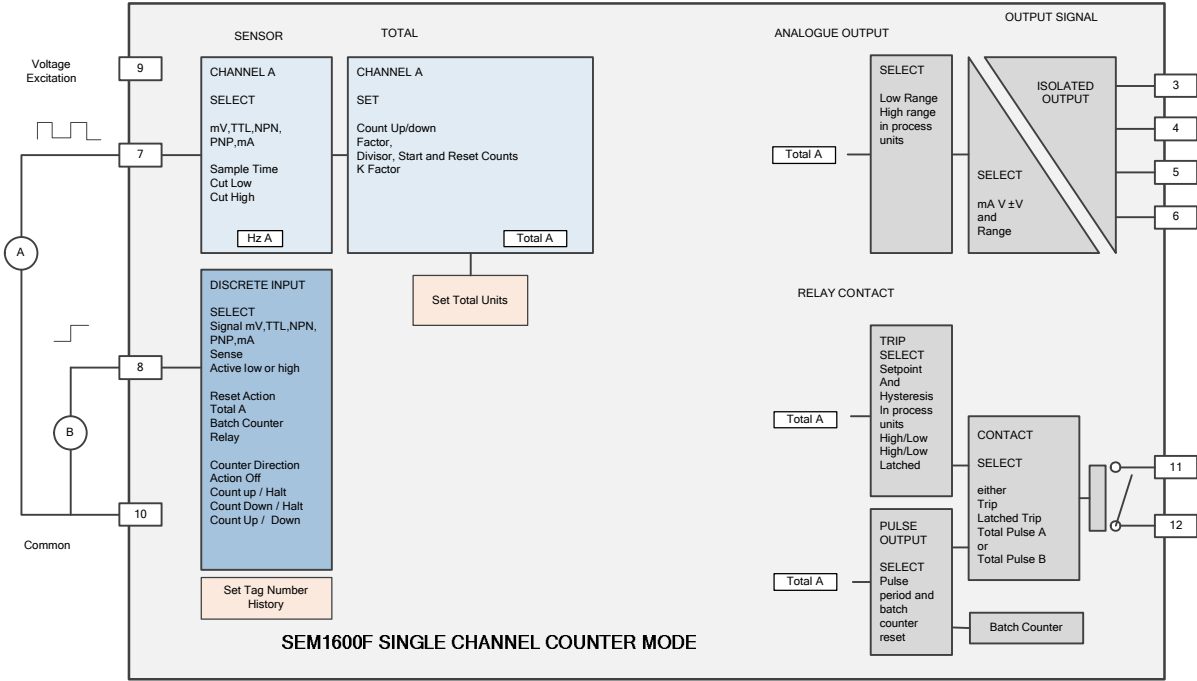 OUTPUT SIGNAL
SENSOR
TOTAL
ANALOGUE OUTPUT
Voltage
Excitation
9
7
A
8
B
10
Common
CHANNEL A
SELECT
mV,TTL,NPN,
PNP,mA
Sample Time
Cut Low
Cut High
Hz A
CHANNEL A
SET
Count Up/down
Factor,
Divisor, Start and Reset Counts
K Factor
Total A
Set Total Units
DISCRETE INPUT
SELECT
Signal mV,TTL,NPN,
PNP,mA
Sense
Active low or high
Reset Action
Total A
Batch Counter
Relay
Counter Direction
Action Off
Count up / Halt
Count Down / Halt
Count Up / Down
Set Tag Number
History
Total A
SELECT
Low Range
High range
in process
units
SELECT
mA V ±V
and
Range
ISOLATED
OUTPUT
3
4
5
6
RELAY CONTACT
Total A
TRIP
SELECT
Setpoint
And
Hysteresis
In process
units
High/Low
High/Low
Latched
CONTACT
SELECT
either
Trip
Latched Trip
Total Pulse A
or
Total Pulse B
11
12
Total A
PULSE
OUTPUT
SELECT
Pulse
period and
batch
counter
reset
Batch Counter
SEM1600F SINGLE CHANNEL COUNTER MODE